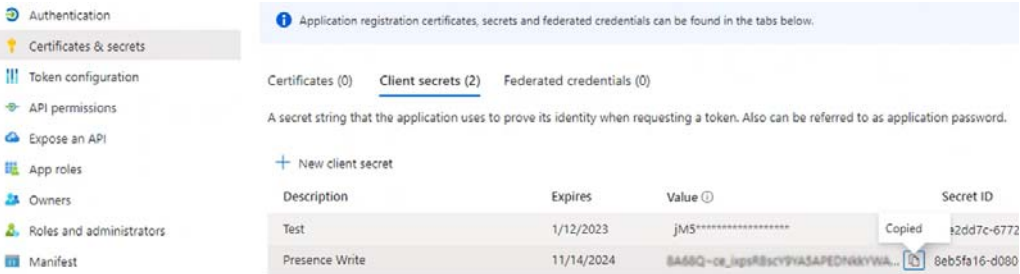 Authentication
Certificates & secrets
Token configuration
API permissions
Expose an API
App roles
Owners
Roles and administrators
Manifest
Application registration certificates, secrets and federated credentials can be found in the tabs below.
Certificates (0) Client secrets (2) Federated credentials (0)
A secret string that the application uses to prove its identity when requesting a token. Also can be referred to as application password.
New client secret
Description Expires Value Secret ID
Test 1/12/2023 jM5****************** Copied e2dd7c-6772
Presence Write 11/14/2024 8eb5fa16-d080